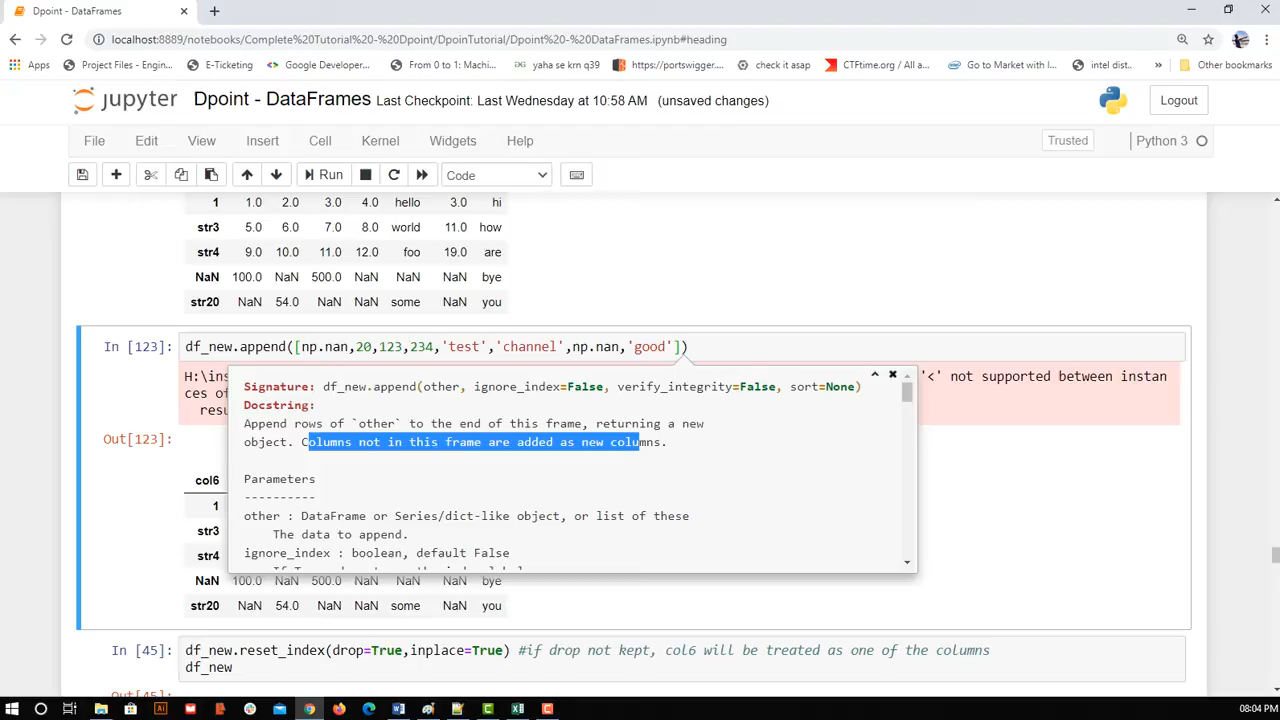 Dpoint - DataFrames
localhost:8889/notebooks/Complete%20Tutorial%20-%20Dpoint/DpoinTutorial/Dpoint%20-%20DataFrames.ipynb#heading
Apps Project Files - Engin... E-Ticketing Google Developer... From 0 to 1: Machi... yaha se krn q39 https://portswigger.... check it asap CTFtime.org / All a... Go to Market with I... intel dist... » Other bookmarks
jupyter Dpoint - DataFrames Last Checkpoint: Last Wednesday at 10:58 AM (unsaved changes) Logout
File Edit View Insert Cell Kernel Widgets Help Trusted Python 3
Run Code
1 1.0 2.0 3.0 4.0 hello 3.0 hi
str3 5.0 6.0 7.0 8.0 world 11.0 how
str4 9.0 10.0 11.0 12.0 foo 19.0 are
NaN 100.0 NaN 500.0 NaN NaN NaN bye
str20 NaN 54.0 NaN NaN some NaN you
In [123]: df_new.append([np.nan,20,123,234,'test','channel',np.nan,'good'])
H:\ins '<' not supported between instan
ces of
resu
Signature: df_new.append(other, ignore_index=False, verify_integrity=False, sort=None)
Docstring:
Append rows of `other` to the end of this frame, returning a new
object. Columns not in this frame are added as new columns.
Parameters
----------
other : DataFrame or Series/dict-like object, or list of these
The data to append.
ignore_index : boolean, default False
Out[123]:
col6
1
str3
str4
NaN 100.0 NaN 500.0 NaN NaN NaN bye
str20 NaN 54.0 NaN NaN some NaN you
In [45]: df_new.reset_index(drop=True,inplace=True) #if drop not kept, col6 will be treated as one of the columns
df_new
Out[45]:
08:04 PM